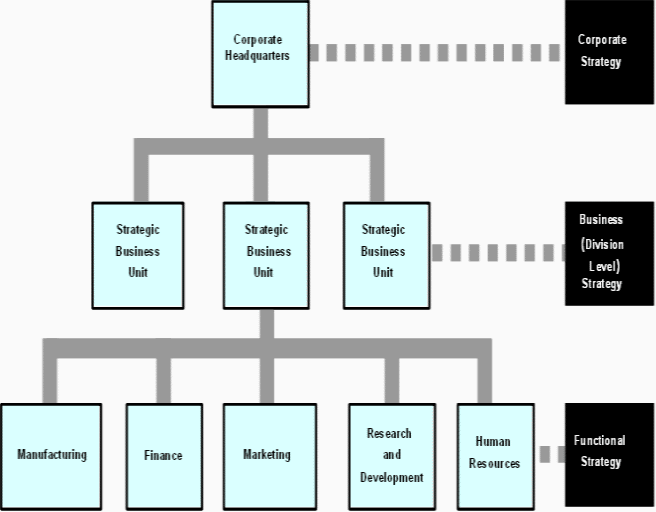 Corporate
Headquarters
Corporate
Strategy
Strategic
Business
Unit
Strategic
Business
Unit
Strategic
Business
Unit
Business
(Division
Level)
Strategy
Manufacturing
Finance
Marketing
Research
and
Development
Human
Resources
Functional
Strategy